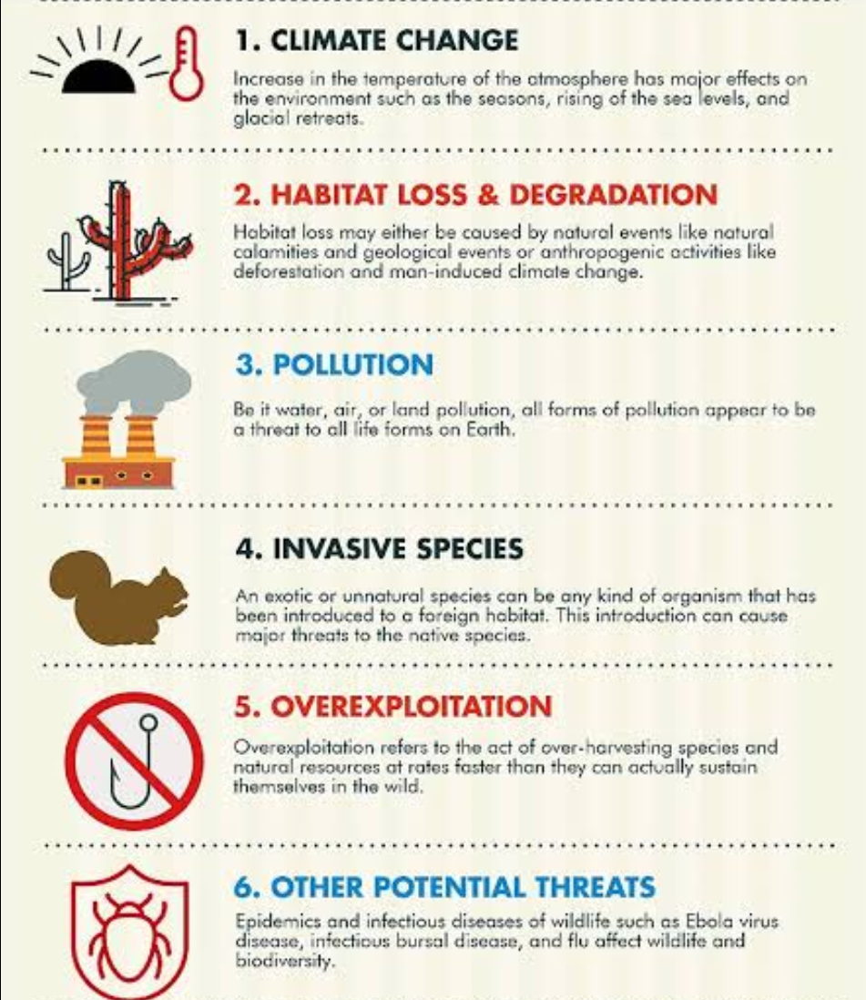 1. CLIMATE CHANGE
Increase in the temperature of the atmosphere has major effects on
the environment such as the seasons, rising of the sea levels, and
glacial retreats.
2. HABITAT LOSS & DEGRADATION
Habitat loss may either be caused by natural events like natural
calamities and geological events or anthropogenic activities like
deforestation and man-induced climate change.
3. POLLUTION
Be it water, air, or land pollution, all forms of pollution appear to be
a threat to all life forms on Earth.
4. INVASIVE SPECIES
An exotic or unnatural species can be any kind of organism that has
been introduced to a foreign habitat. This introduction can cause
major threats to the native species.
5. OVEREXPLOITATION
Overexploitation refers to the act of over-harvesting species and
natural resources at rates faster than they can actually sustain
themselves in the wild.
6. OTHER POTENTIAL THREATS
Epidemics and infectious diseases of wildlife such as Ebola virus
disease, infectious bursal disease, and flu affect wildlife and
biodiversity.